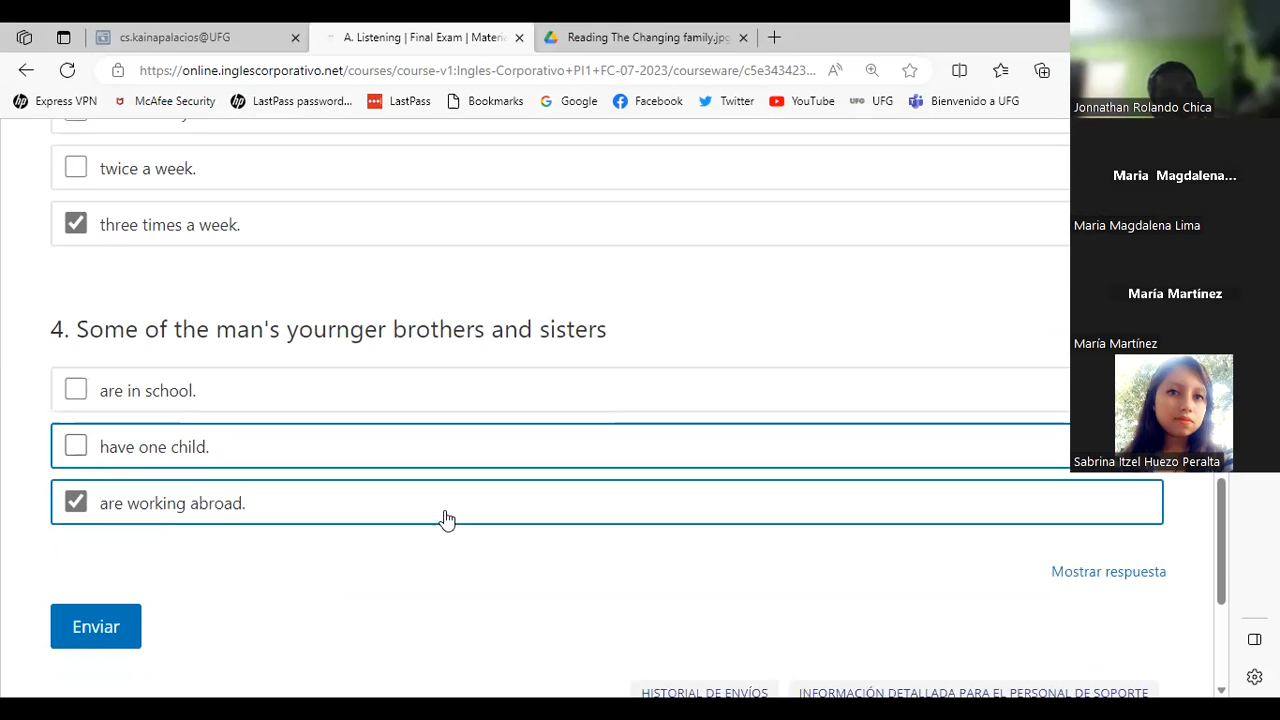 cs.kainapalacios@UFG
A. Listening | Final Exam | Materi
Reading The Changing family.jpg
https://online.inglescorporativo.net/courses/course-v1:Ingles-Corporativo+PI1+FC-07-2023/courseware/c5e343423...
Express VPN
McAfee Security
LastPass password...
LastPass
Bookmarks
Google
Facebook
Twitter
YouTube
UFG
Bienvenido a UFG
twice a week.
three times a week.
4. Some of the man's yournger brothers and sisters
are in school.
have one child.
are working abroad.
Mostrar respuesta
Enviar
HISTORIAL DE ENVÍOS
INFORMACIÓN DETALLADA PARA EL PERSONAL DE SOPORTE
Jonnathan Rolando Chica
Maria Magdalena...
Maria Magdalena Lima
María Martínez
María Martínez
Sabrina Itzel Huezo Peralta